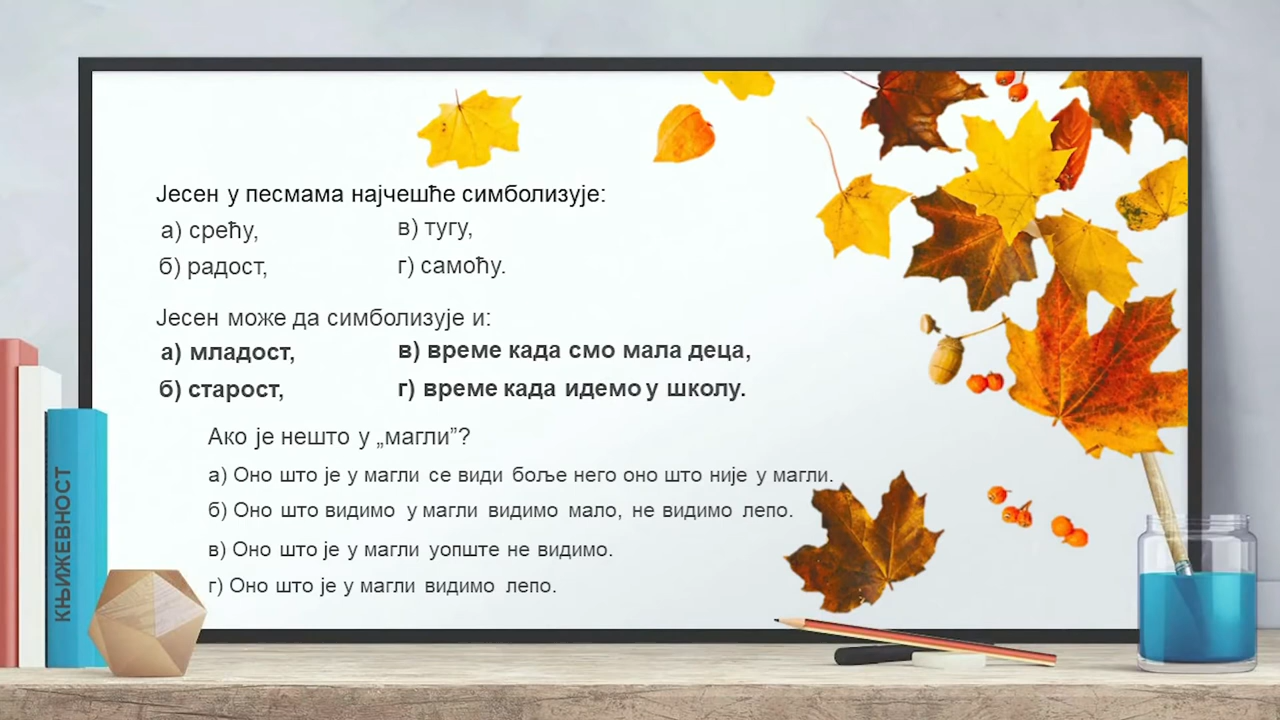 Јесен у песмама најчешће симболизује:
а) срећу, в) тугу,
б) радост, г) самоћу.
Јесен може да симболизује и:
а) младост, в) време када смо мала деца,
б) старост, г) време када идемо у школу.
Ако је нешто у „магли”?
а) Оно што је у магли се види боље него оно што није у магли.
б) Оно што видимо у магли видимо мало, не видимо лепо.
в) Оно што је у магли уопште не видимо.
г) Оно што је у магли видимо лепо.
КЊИЖЕВНОСТ